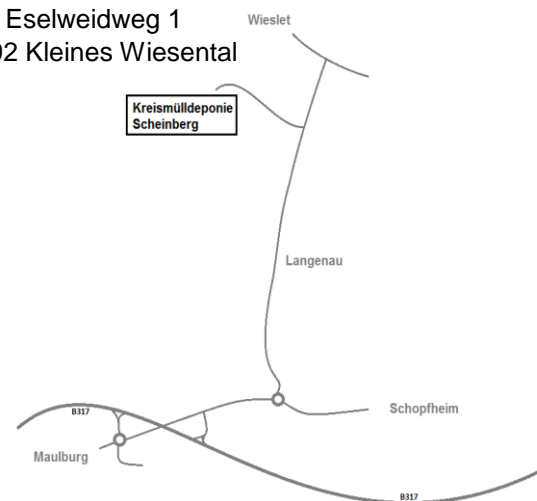 Eselweidweg 1
02 Kleines Wiesental
Wieslet
Kreismülldeponie
Scheinberg
Langenau
Schopfheim
B317
Maulburg
B317